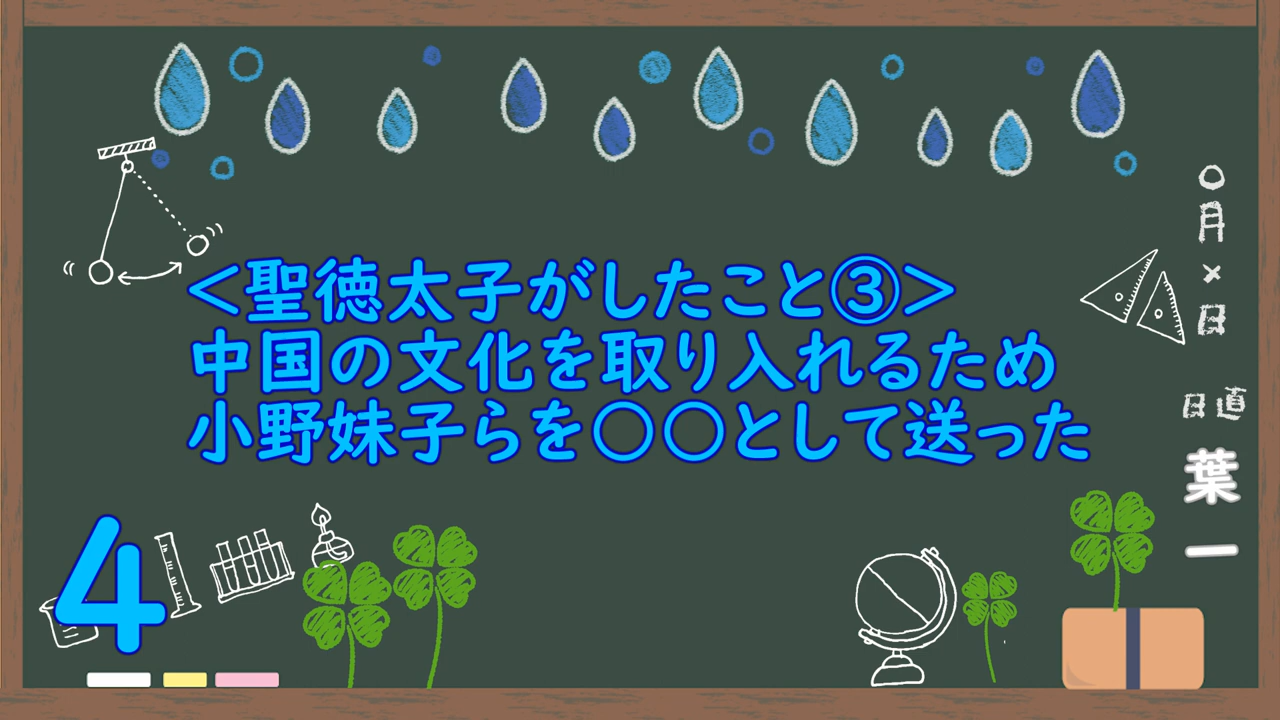 <聖徳太子がしたこと③>
中国の文化を取り入れるため
小野妹子らを〇〇として送った
4
〇月×日
日直
葉一